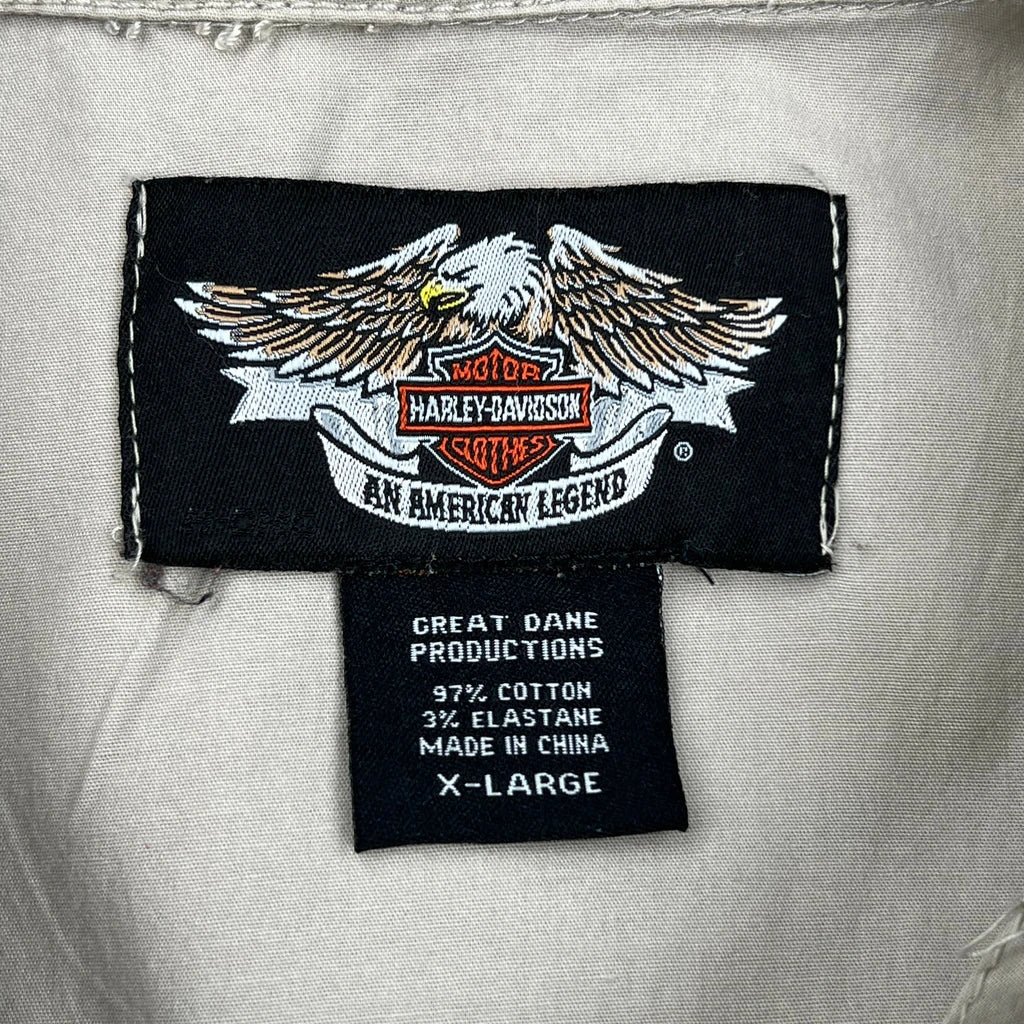 MOTOR
HARLEY-DAVIDSON
CLOTHES
®
AN AMERICAN LEGEND
GREAT DANE
PRODUCTIONS
97% COTTON
3% ELASTANE
MADE IN CHINA
X-LARGE